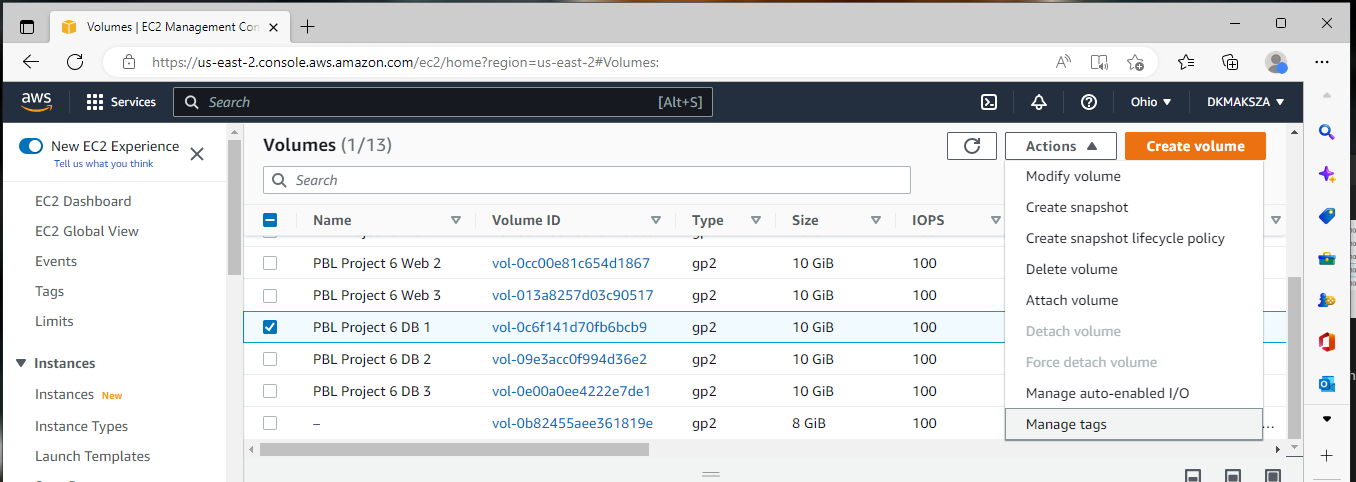 Volumes | EC2 Management Con
https://us-east-2.console.aws.amazon.com/ec2/home?region=us-east-2#Volumes:
aws Services Search [Alt+S] Ohio DKMAKSZA
New EC2 Experience
Tell us what you think
EC2 Dashboard
EC2 Global View
Events
Tags
Limits
Instances
Instances New
Instance Types
Launch Templates
Volumes (1/13)
Actions
Create volume
Search
Name Volume ID Type Size IOPS
PBL Project 6 Web 2 vol-0cc00e81c654d1867 gp2 10 GiB 100
PBL Project 6 Web 3 vol-013a8257d03c90517 gp2 10 GiB 100
PBL Project 6 DB 1 vol-0c6f141d70fb6bcb9 gp2 10 GiB 100
PBL Project 6 DB 2 vol-09e3acc0f994d36e2 gp2 10 GiB 100
PBL Project 6 DB 3 vol-0e00a0ee4222e7de1 gp2 10 GiB 100
– vol-0b82455aee361819e gp2 8 GiB 100
Modify volume
Create snapshot
Create snapshot lifecycle policy
Delete volume
Attach volume
Detach volume
Force detach volume
Manage auto-enabled I/O
Manage tags